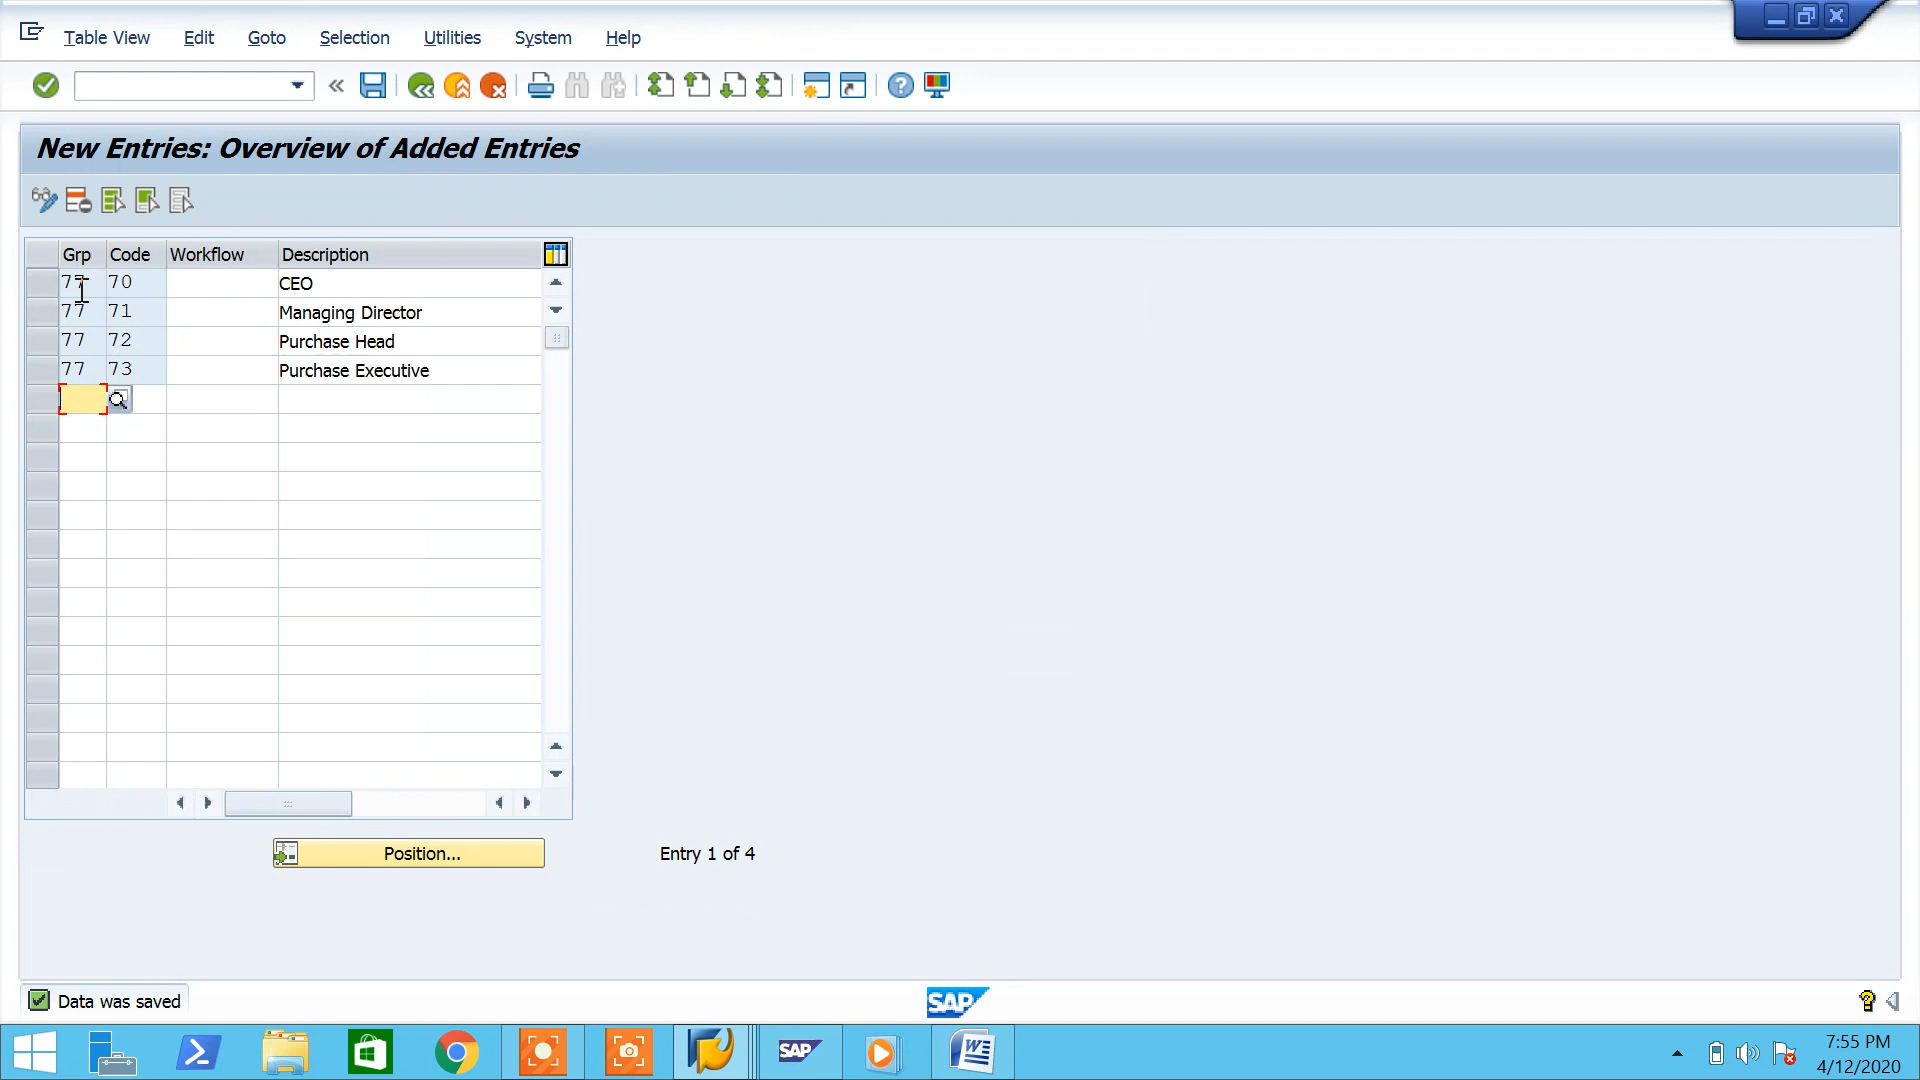 Table View Edit Goto Selection Utilities System Help
New Entries: Overview of Added Entries
Grp Code Workflow Description
77 70 CEO
77 71 Managing Director
77 72 Purchase Head
77 73 Purchase Executive
Position... Entry 1 of 4
Data was saved SAP
SAP
7:55 PM
4/12/2020